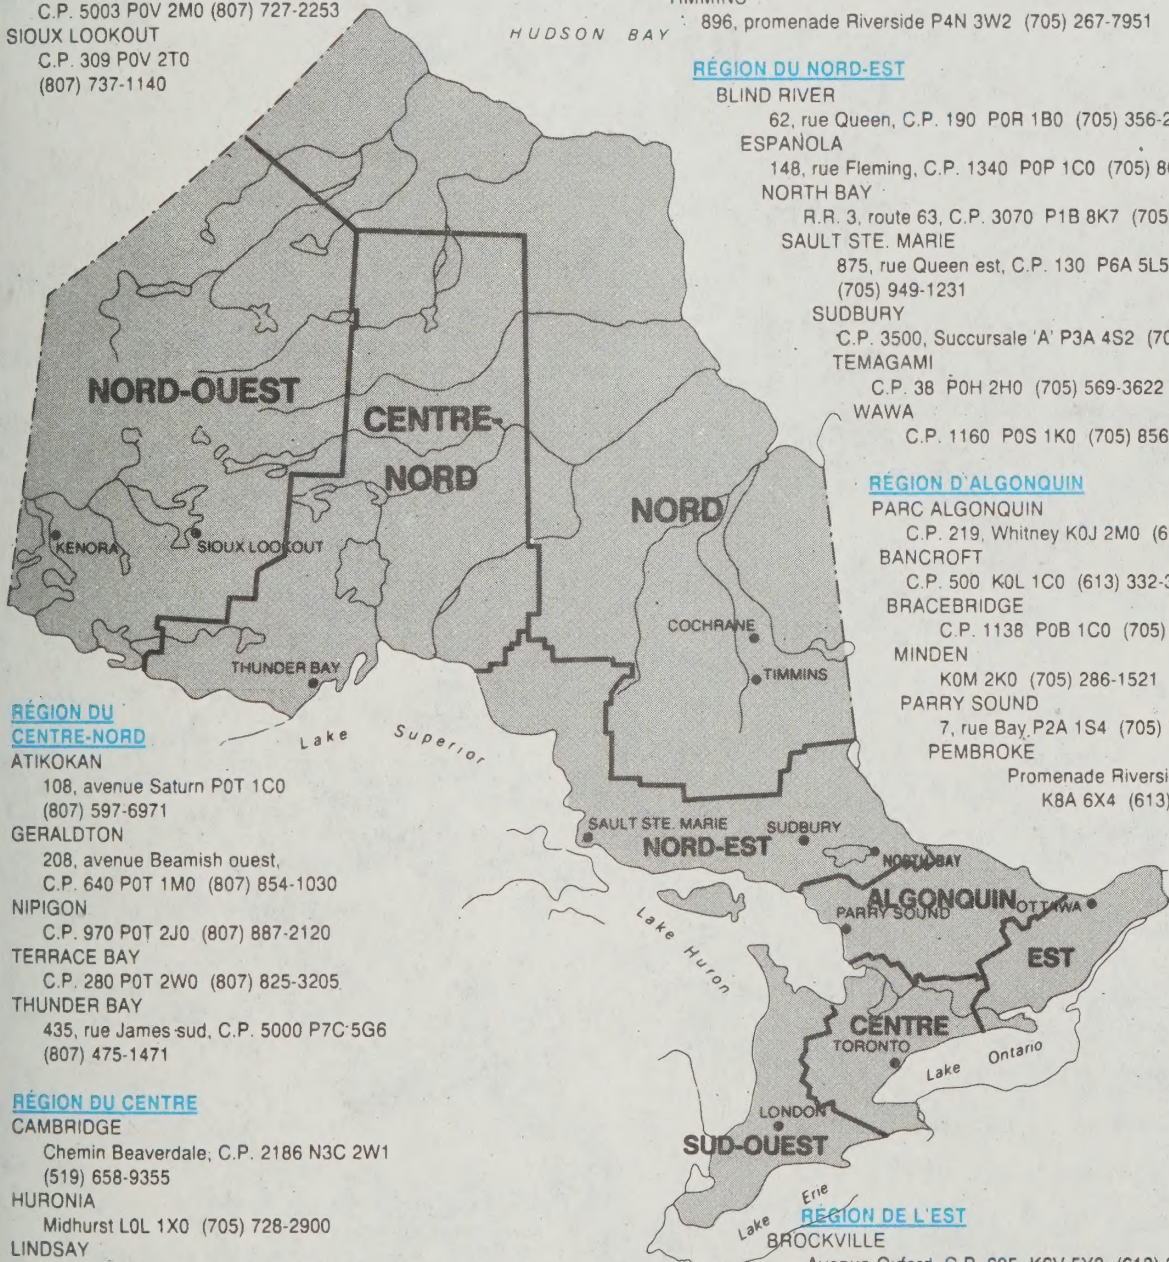 C.P. 5003 P0V 2M0 (807) 727-2253
SIOUX LOOKOUT
C.P. 309 P0V 2T0
(807) 737-1140
HUDSON BAY
896, promenade Riverside P4N 3W2 (705) 267-7951
RÉGION DU NORD-EST
BLIND RIVER
62, rue Queen, C.P. 190 P0R 1B0 (705) 356-2
ESPANOLA
148, rue Fleming, C.P. 1340 P0P 1C0 (705) 8
NORTH BAY
R.R. 3, route 63, C.P. 3070 P1B 8K7 (705
SAULT STE. MARIE
875, rue Queen est, C.P. 130 P6A 5L5
(705) 949-1231
SUDBURY
C.P. 3500, Succursale 'A' P3A 4S2 (70
TEMAGAMI
C.P. 38 P0H 2H0 (705) 569-3622
WAWA
C.P. 1160 P0S 1K0 (705) 856
RÉGION D'ALGONQUIN
PARC ALGONQUIN
C.P. 219, Whitney K0J 2M0 (6
BANCROFT
C.P. 500 K0L 1C0 (613) 332-3
BRACEBRIDGE
C.P. 1138 P0B 1C0 (705)
MINDEN
K0M 2K0 (705) 286-1521
PARRY SOUND
7, rue Bay P2A 1S4 (705)
PEMBROKE
Promenade Riversi
K8A 6X4 (613)
NORD-OUEST
CENTRE-
NORD
NORD
KENORA
SIOUX LOOKOUT
COCHRANE
THUNDER BAY
TIMMINS
Lake Superior
RÉGION DU
CENTRE-NORD
ATIKOKAN
108, avenue Saturn P0T 1C0
(807) 597-6971
GERALDTON
208, avenue Beamish ouest,
C.P. 640 P0T 1M0 (807) 854-1030
NIPIGON
C.P. 970 P0T 2J0 (807) 887-2120
TERRACE BAY
C.P. 280 P0T 2W0 (807) 825-3205
THUNDER BAY
435, rue James sud, C.P. 5000 P7C 5G6
(807) 475-1471
RÉGION DU CENTRE
CAMBRIDGE
Chemin Beaverdale, C.P. 2186 N3C 2W1
(519) 658-9355
HURONIA
Midhurst L0L 1X0 (705) 728-2900
LINDSAY
SAULT STE. MARIE
SUDBURY
NORD-EST
NORTH BAY
ALGONQUIN
PARRY SOUND
OTTAWA
EST
Lake Huron
CENTRE
TORONTO
Lake Ontario
LONDON
SUD-OUEST
Lake Erie
RÉGION DE L'EST
BROCKVILLE